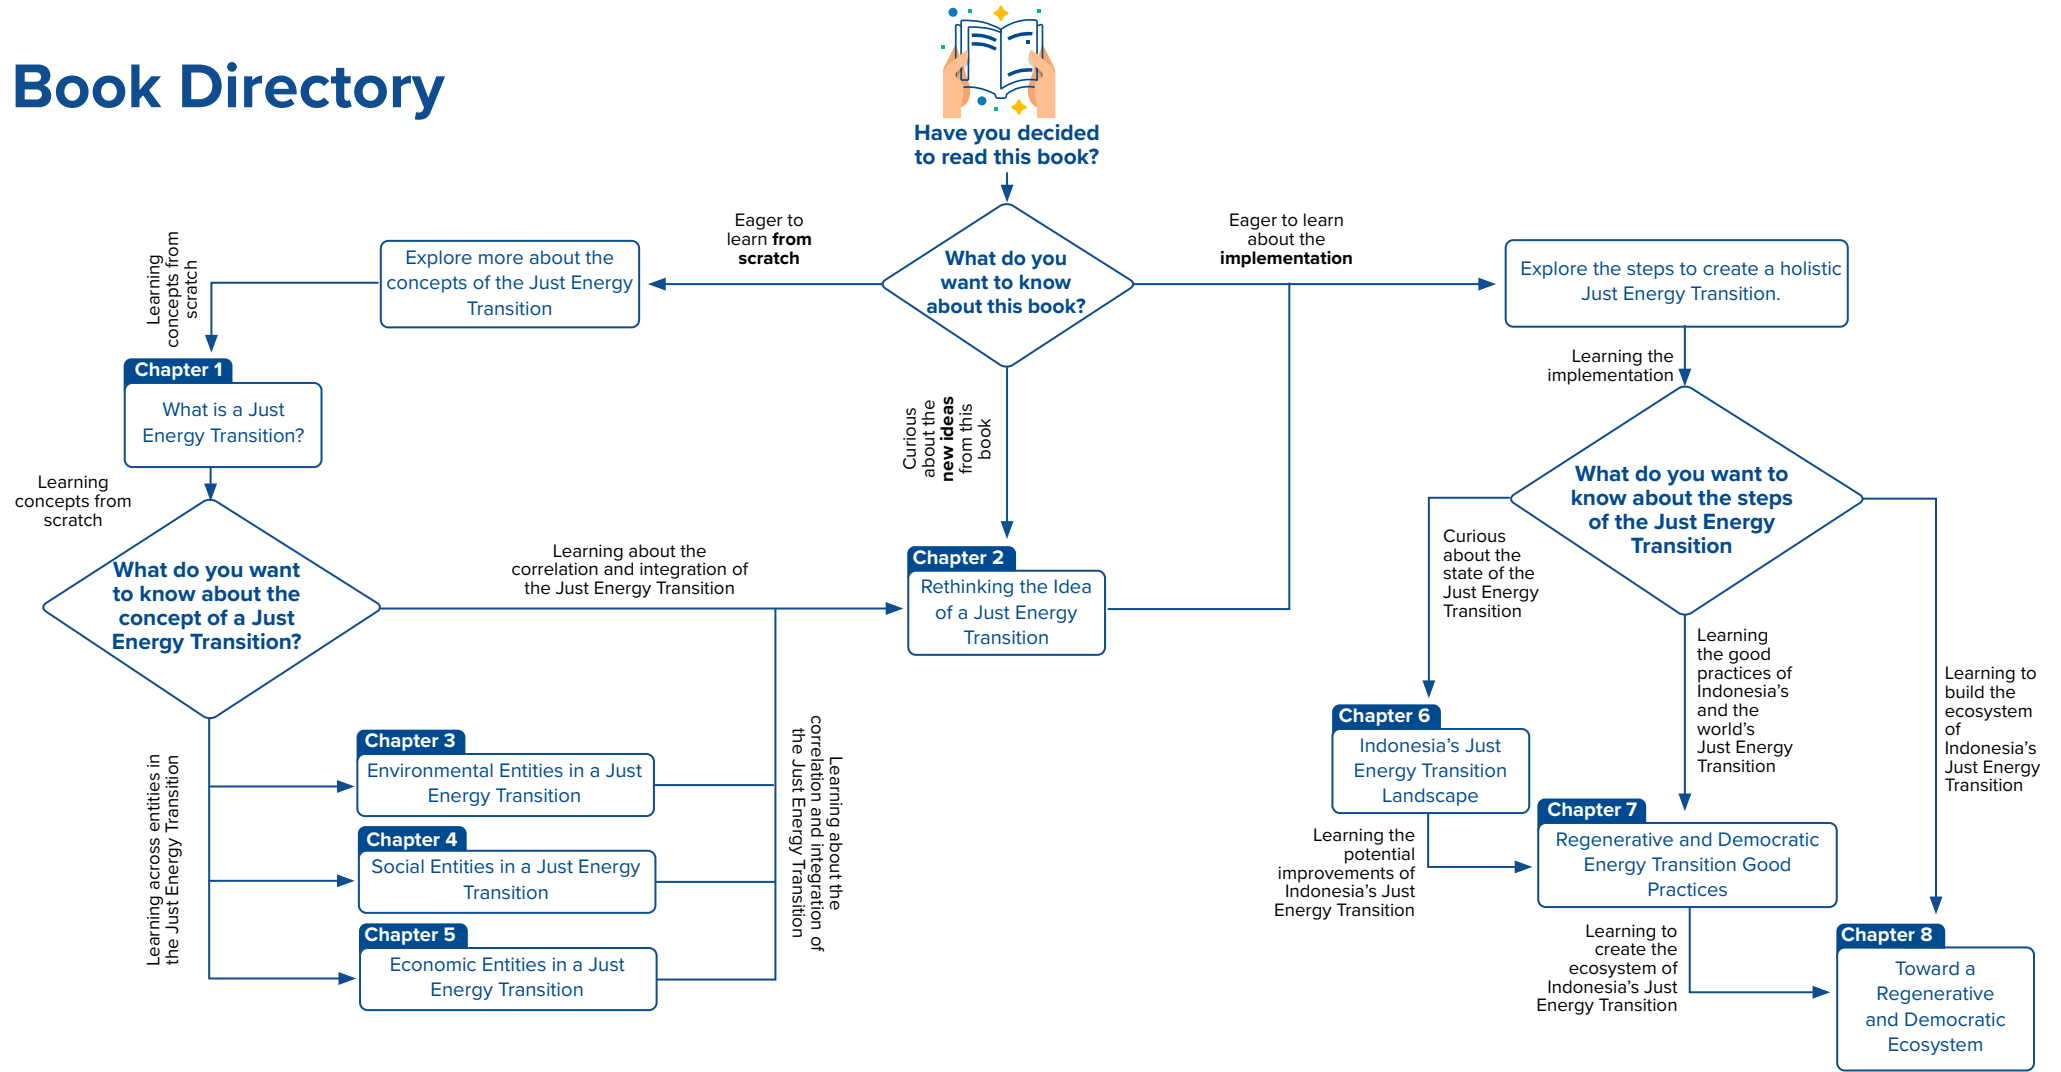 Book Directory
Have you decided
to read this book?
What do you
want to know
about this book?
Eager to
learn from
scratch
Explore more about the
concepts of the Just Energy
Transition
Learning
concepts from
scratch
Chapter 1
What is a Just
Energy Transition?
Learning
concepts from
scratch
What do you want
to know about the
concept of a Just
Energy Transition?
Learning about the
correlation and integration of
the Just Energy Transition
Learning across entities in
the Just Energy Transition
Chapter 3
Environmental Entities in a Just
Energy Transition
Chapter 4
Social Entities in a Just Energy
Transition
Chapter 5
Economic Entities in a Just
Energy Transition
Learning about the
correlation and integration of
the Just Energy Transition
Curious
about the
new ideas
from this
book
Chapter 2
Rethinking the Idea
of a Just Energy
Transition
Eager to learn
about the
implementation
Explore the steps to create a holistic
Just Energy Transition.
Learning the
implementation
What do you want to
know about the steps
of the Just Energy
Transition
Curious
about the
state of the
Just Energy
Transition
Chapter 6
Indonesia's Just
Energy Transition
Landscape
Learning the
potential
improvements of
Indonesia's Just
Energy Transition
Learning
the good
practices of
Indonesia's
and the
world's
Just Energy
Transition
Chapter 7
Regenerative and Democratic
Energy Transition Good
Practices
Learning to
create the
ecosystem of
Indonesia's Just
Energy Transition
Learning to
build the
ecosystem
of
Indonesia's
Just Energy
Transition
Chapter 8
Toward a
Regenerative
and Democratic
Ecosystem